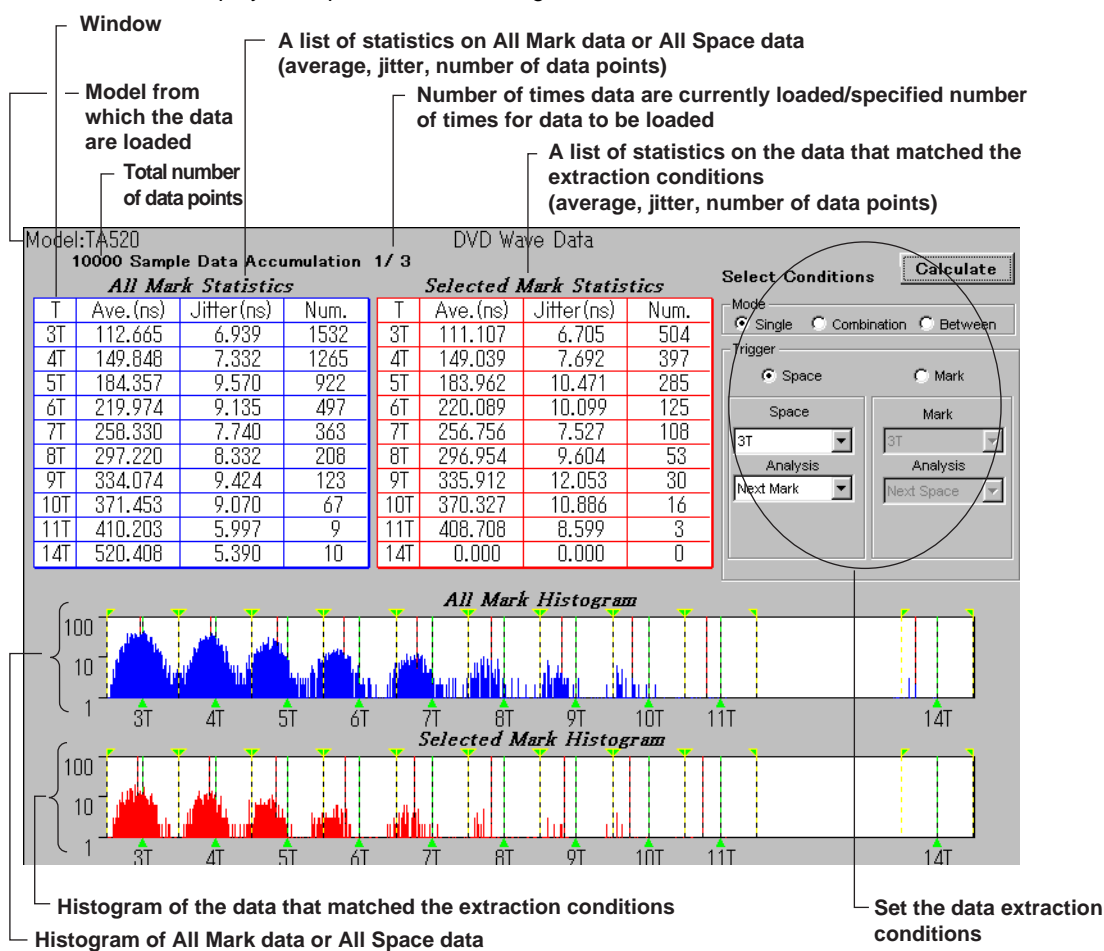 Window
A list of statistics on All Mark data or All Space data
(average, jitter, number of data points)
Model from
which the data
are loaded
Number of times data are currently loaded/specified number
of times for data to be loaded
Total number
of data points
A list of statistics on the data that matched the
extraction conditions
(average, jitter, number of data points)
Model:TA520
DVD Wave Data
10000 Sample Data Accumulation 1/ 3
All Mark Statistics
T Ave.(ns) Jitter(ns) Num.
3T 112.665 6.939 1532
4T 149.848 7.332 1265
5T 184.357 9.570 922
6T 219.974 9.135 497
7T 258.330 7.740 363
8T 297.220 8.332 208
9T 334.074 9.424 123
10T 371.453 9.070 67
11T 410.203 5.997 9
14T 520.408 5.390 10
Selected Mark Statistics
T Ave.(ns) Jitter(ns) Num.
3T 111.107 6.705 504
4T 149.039 7.692 397
5T 183.962 10.471 285
6T 220.089 10.099 125
7T 256.756 7.527 108
8T 296.954 9.604 53
9T 335.912 12.053 30
10T 370.327 10.886 16
11T 408.708 8.599 3
14T 0.000 0.000 0
Select Conditions
Calculate
Mode
Single Combination Between
Trigger
Space Mark
Space
3T
Analysis
Next Mark
Mark
3T
Analysis
Next Space
All Mark Histogram
100
10
1
3T 4T 5T 6T 7T 8T 9T 10T 11T 14T
Selected Mark Histogram
100
10
1
3T 4T 5T 6T 7T 8T 9T 10T 11T 14T
Histogram of the data that matched the extraction conditions
Histogram of All Mark data or All Space data
Set the data extraction
conditions